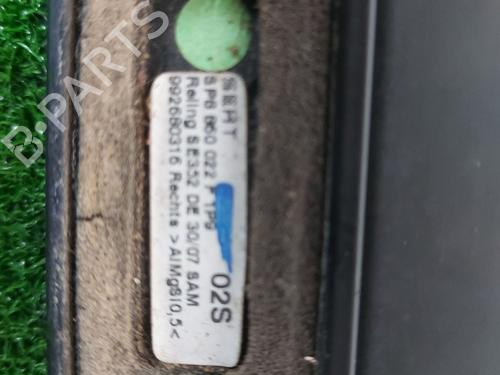 SEAT
5P8 860 022 F 1P9
Reling SE352 DE 30/07 SAM
992680316 Rechts >AlMgSi0,5<
02S
B-PARTS